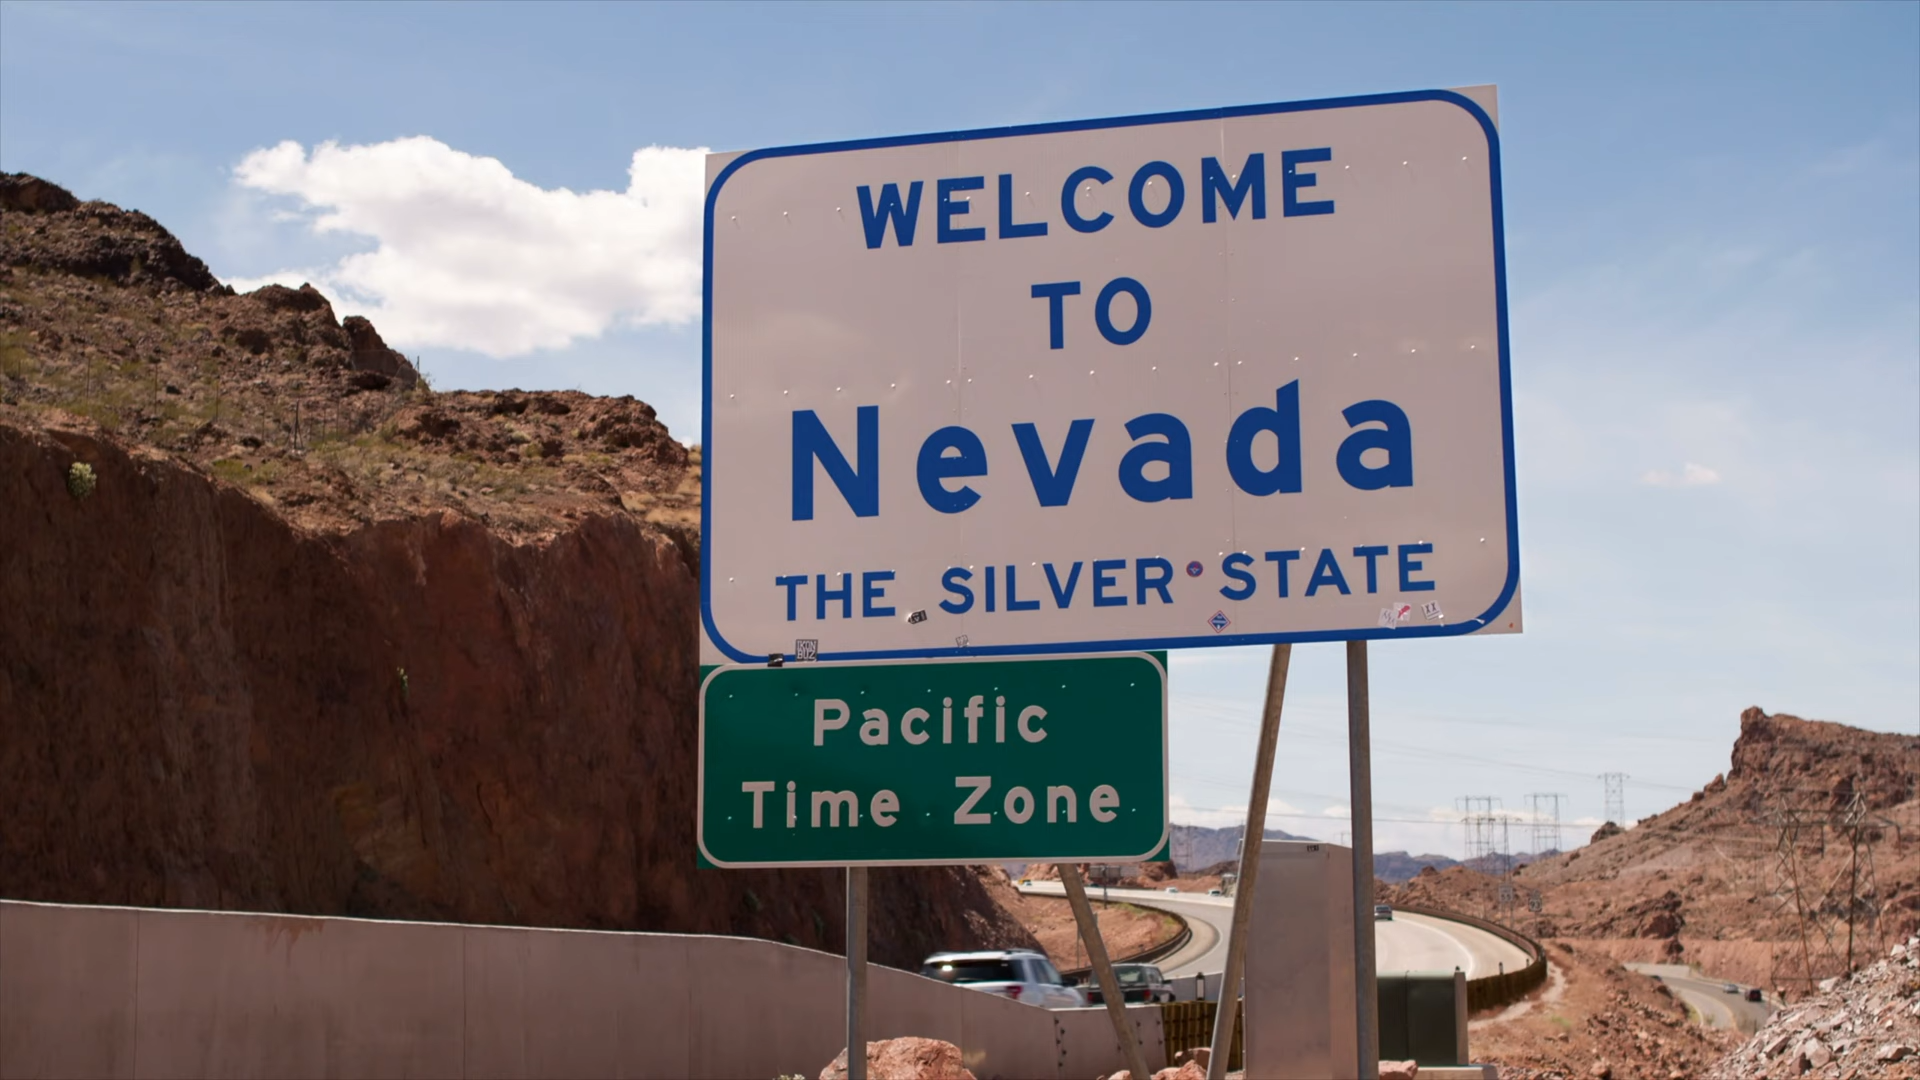 WELCOME
TO
Nevada
THE SILVER STATE
Pacific
Time Zone